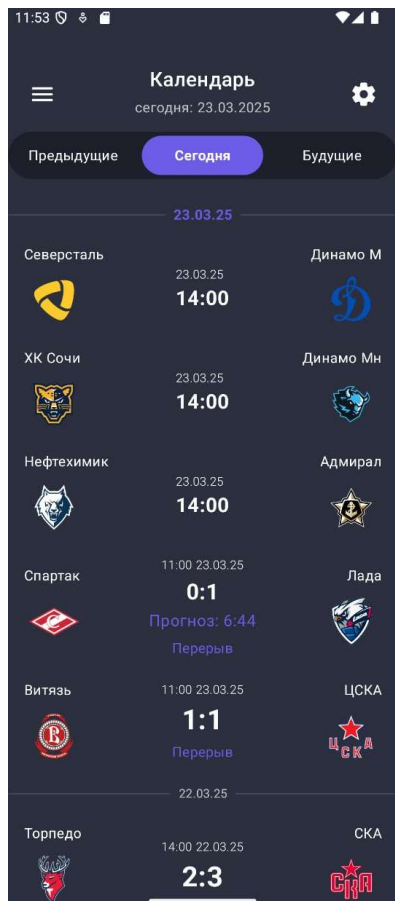 11:53
Календарь
сегодня: 23.03.2025
Предыдущие Сегодня Будущие
23.03.25
Северсталь Динамо М
23.03.25
14:00
ХК Сочи Динамо Мн
23.03.25
14:00
Нефтехимик Адмирал
23.03.25
14:00
Спартак 11:00 23.03.25 Лада
0:1
Прогноз: 6:44
Перерыв
Витязь 11:00 23.03.25 ЦСКА
1:1
ЦСКА
Перерыв
22.03.25
Торпедо СКА
14:00 22.03.25
2:3
СКА